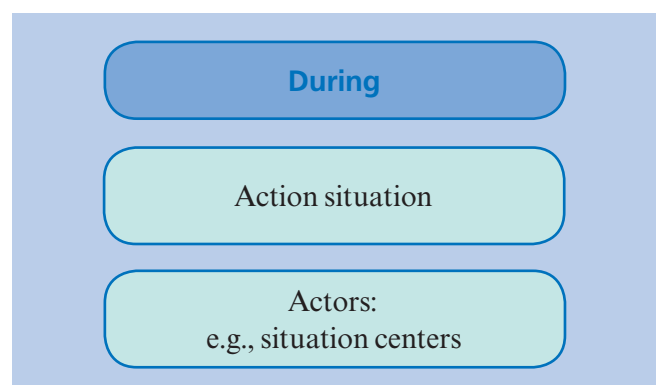 During
Action situation
Actors:
e.g., situation centers